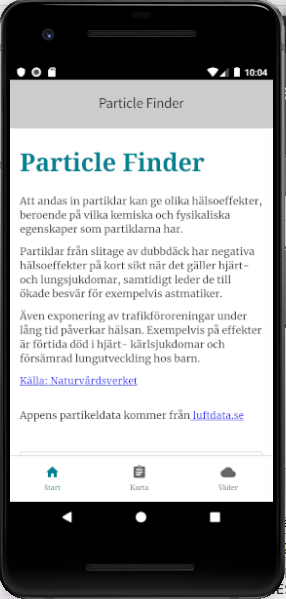 10:04
Particle Finder
Particle Finder
Att andas in partiklar kan ge olika hälsoeffekter,
beroende på vilka kemiska och fysikaliska
egenskaper som partiklarna har.
Partiklar från slitage av dubbdäck har negativa
hälsoeffekter på kort sikt när det gäller hjärt-
och lungsjukdomar, samtidigt leder de till
ökade besvär för exempelvis astmatiker.
Även exponering av trafikföroreningar under
lång tid påverkar hälsan. Exempelvis på effekter
är förtida död i hjärt- kärlsjukdomar och
försämrad lungutveckling hos barn.
Källa: Naturvårdsverket
Appens partikeldata kommer från luftdata.se
Start Karta Väder